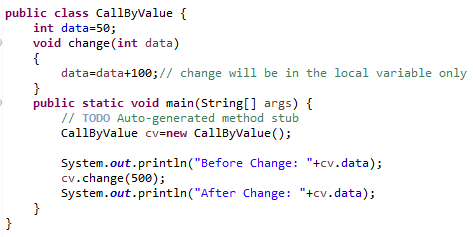 public class CallByValue {
int data=50;
void change(int data)
{
data=data+100;// change will be in the local variable only
}
public static void main(String[] args) {
// TODO Auto-generated method stub
CallByValue cv=new CallByValue();
System.out.println("Before Change: "+cv.data);
cv.change(500);
System.out.println("After Change: "+cv.data);
}
}